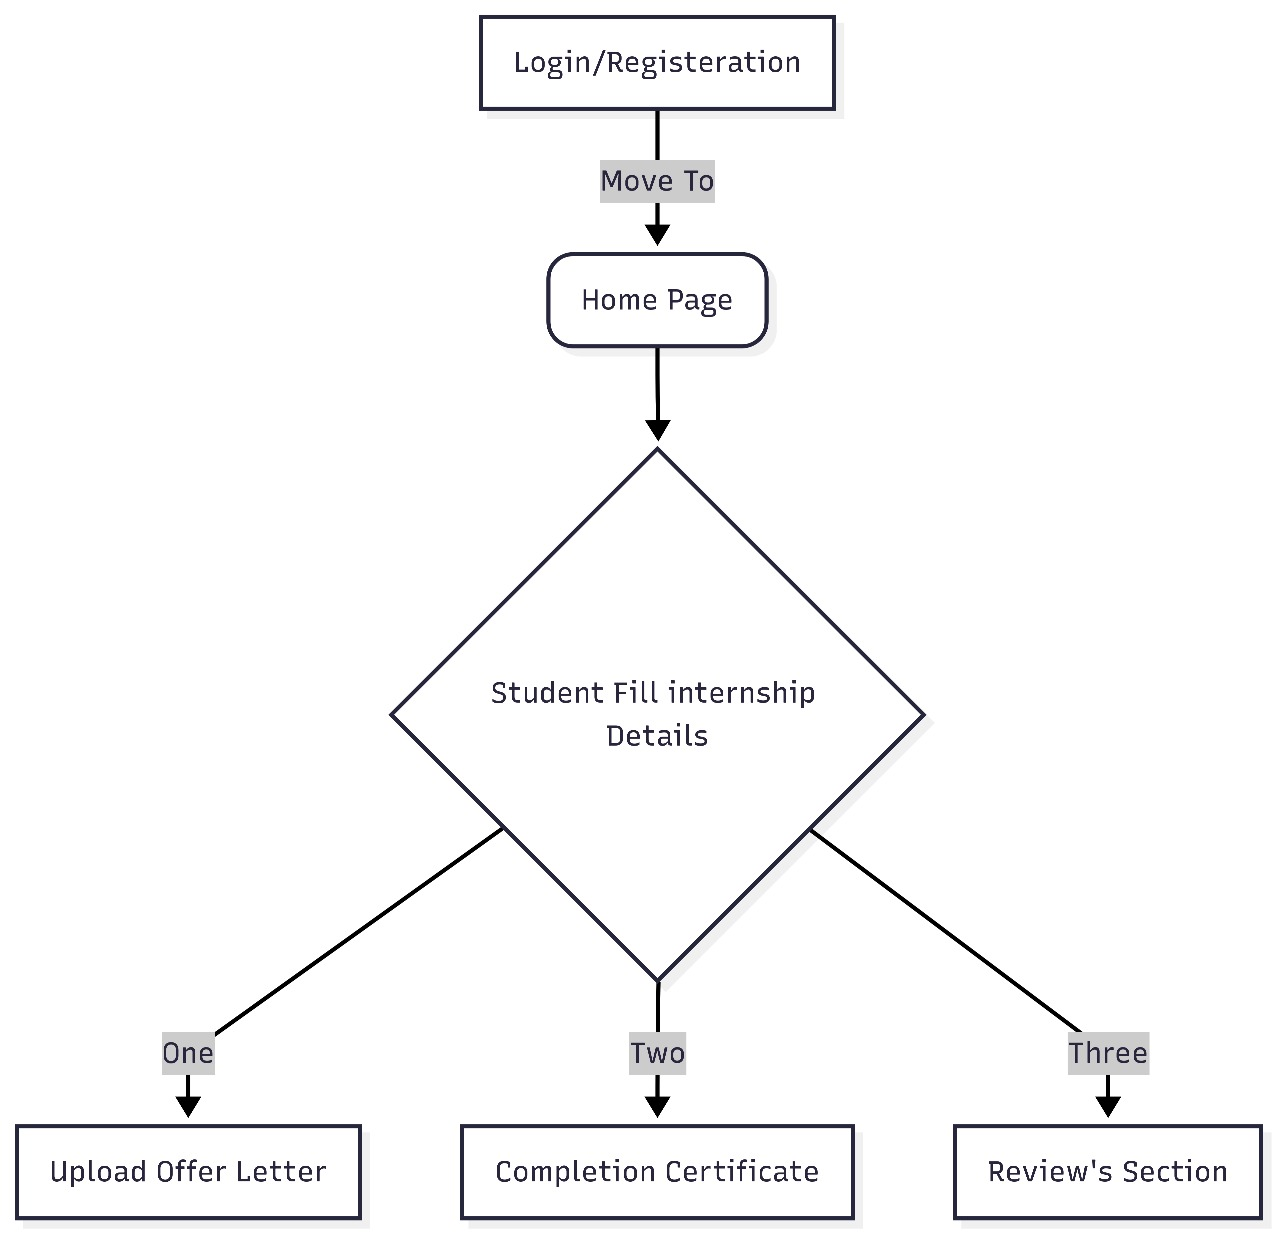 Login/Registeration
Move To
Home Page
Student Fill internship
Details
One
Two
Three
Upload Offer Letter
Completion Certificate
Review's Section